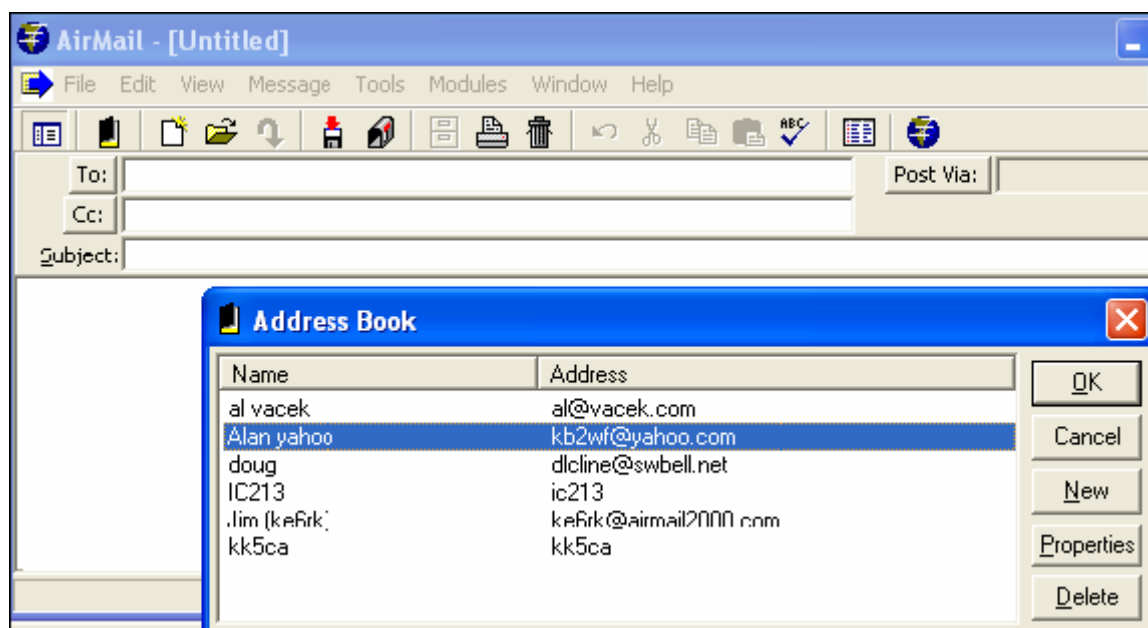 AirMail - [Untitled]
File Edit View Message Tools Modules Window Help
ABC
To: Post Via:
Cc:
Subject:
Address Book
Name Address
al vacek al@vacek.com
Alan yahoo kb2wf@yahoo.com
doug dlcline@swbell.net
IC213 ic213
Jim (ke6rk) ke6rk@airmail2000.com
kk5ca kk5ca
OK
Cancel
New
Properties
Delete